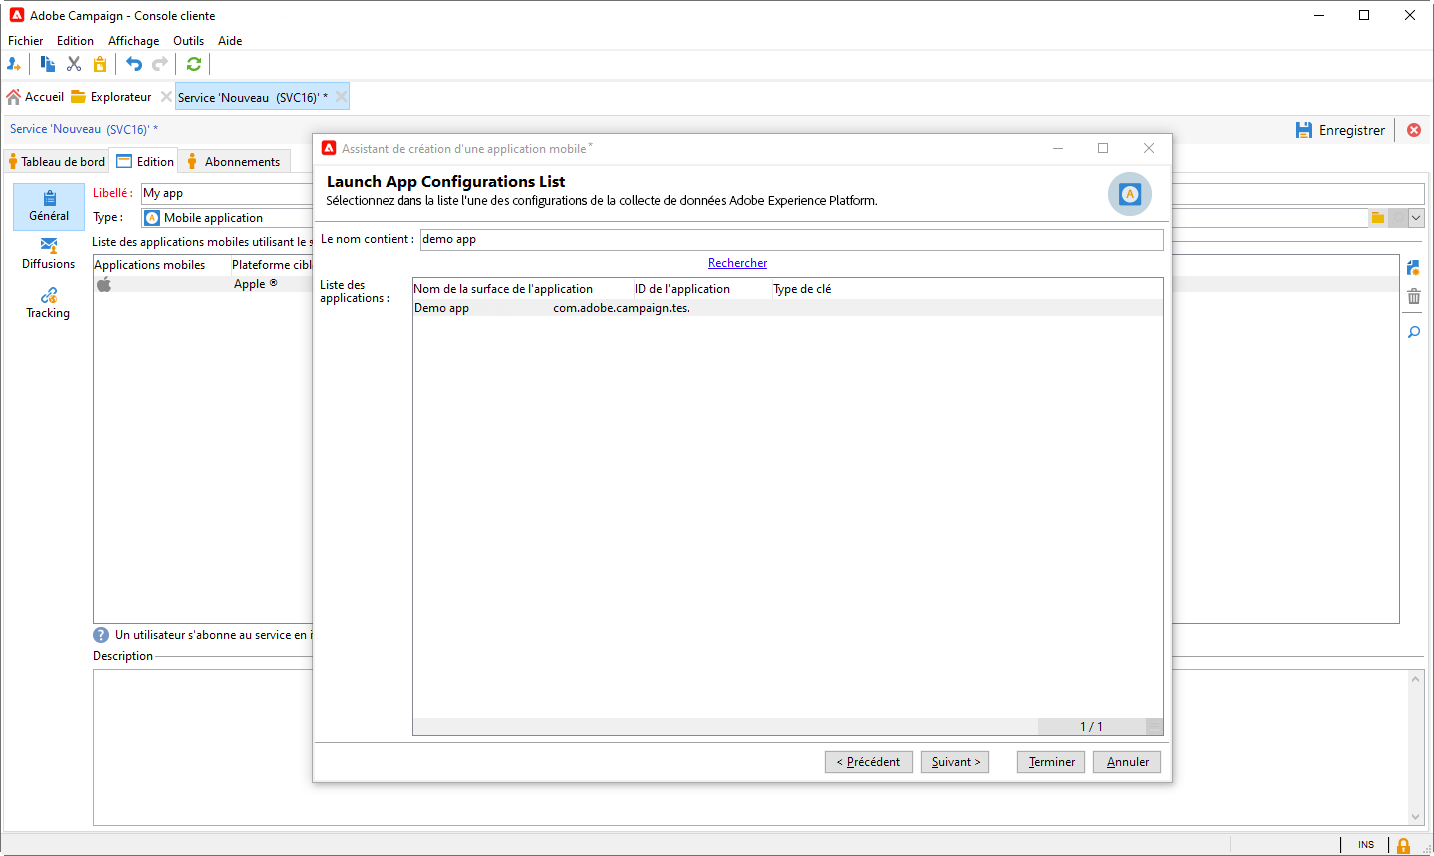 Adobe Campaign - Console cliente
Fichier Edition Affichage Outils Aide
Accueil Explorateur Service 'Nouveau (SVC16)' *
Service 'Nouveau (SVC16)' *
Enregistrer
Tableau de bord Edition Abonnements
Général
Diffusions
Tracking
Libellé : My app
Type : Mobile application
Liste des applications mobiles utilisant le s
Applications mobiles Plateforme cibl
Apple ®
Un utilisateur s'abonne au service en i
Description
Assistant de création d'une application mobile *
Launch App Configurations List
Sélectionnez dans la liste l'une des configurations de la collecte de données Adobe Experience Platform.
Le nom contient : demo app
Rechercher
Liste des
applications :
Nom de la surface de l'application ID de l'application Type de clé
Demo app com.adobe.campaign.tes.
1 / 1
< Précédent Suivant > Terminer Annuler
INS